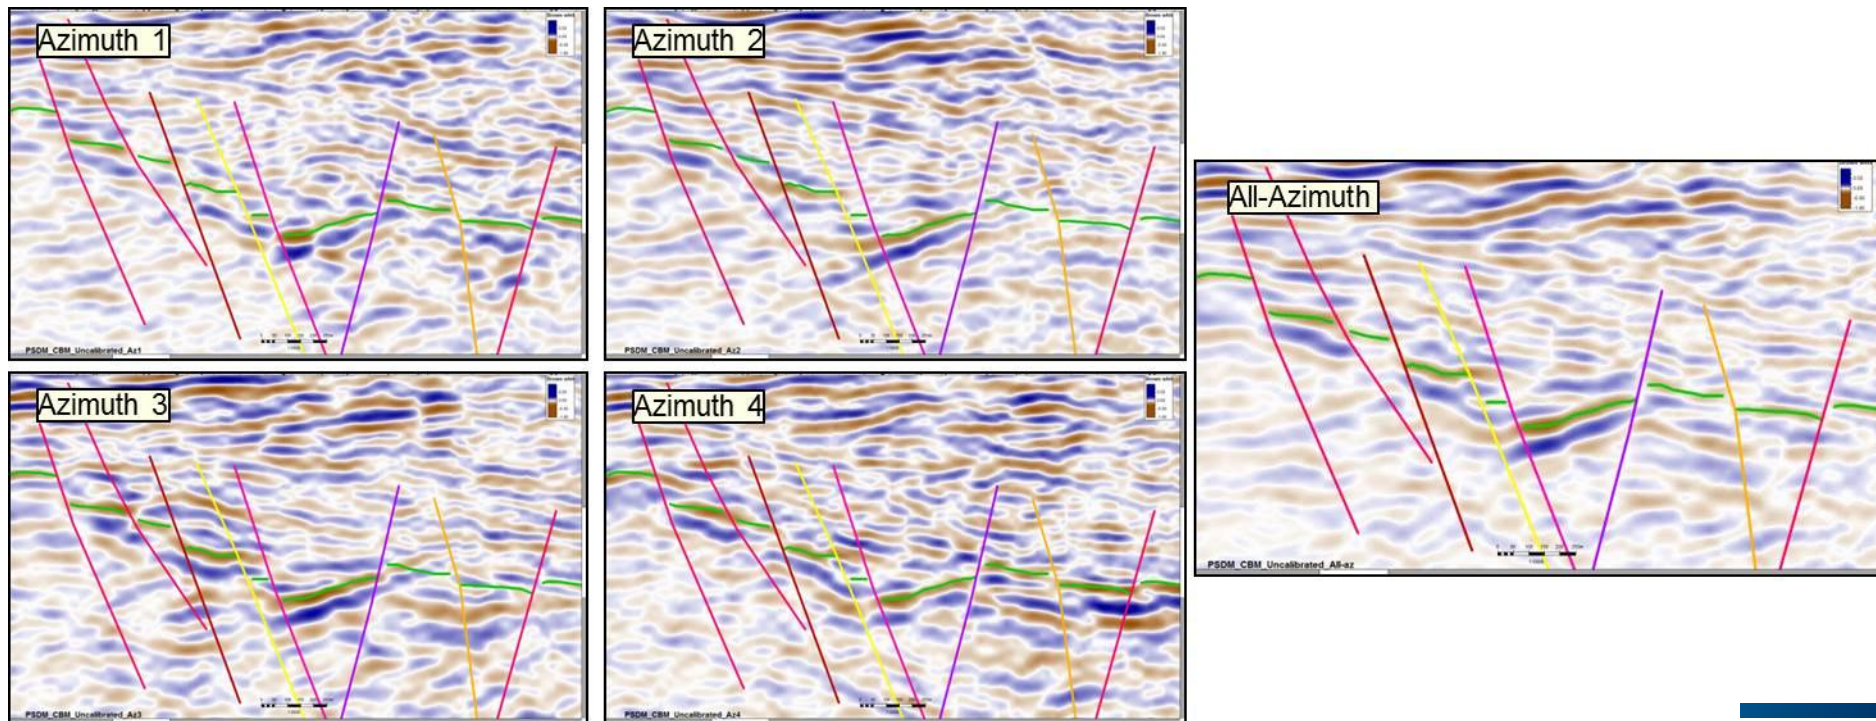 Azimuth 1
PSDM_CBM_Uncalibrated_Az1
Azimuth 2
PSDM_CBM_Uncalibrated_Az2
Azimuth 3
PSDM_CBM_Uncalibrated_Az3
Azimuth 4
PSDM_CBM_Uncalibrated_Az4
All-Azimuth
PSDM_CBM_Uncalibrated_All-az